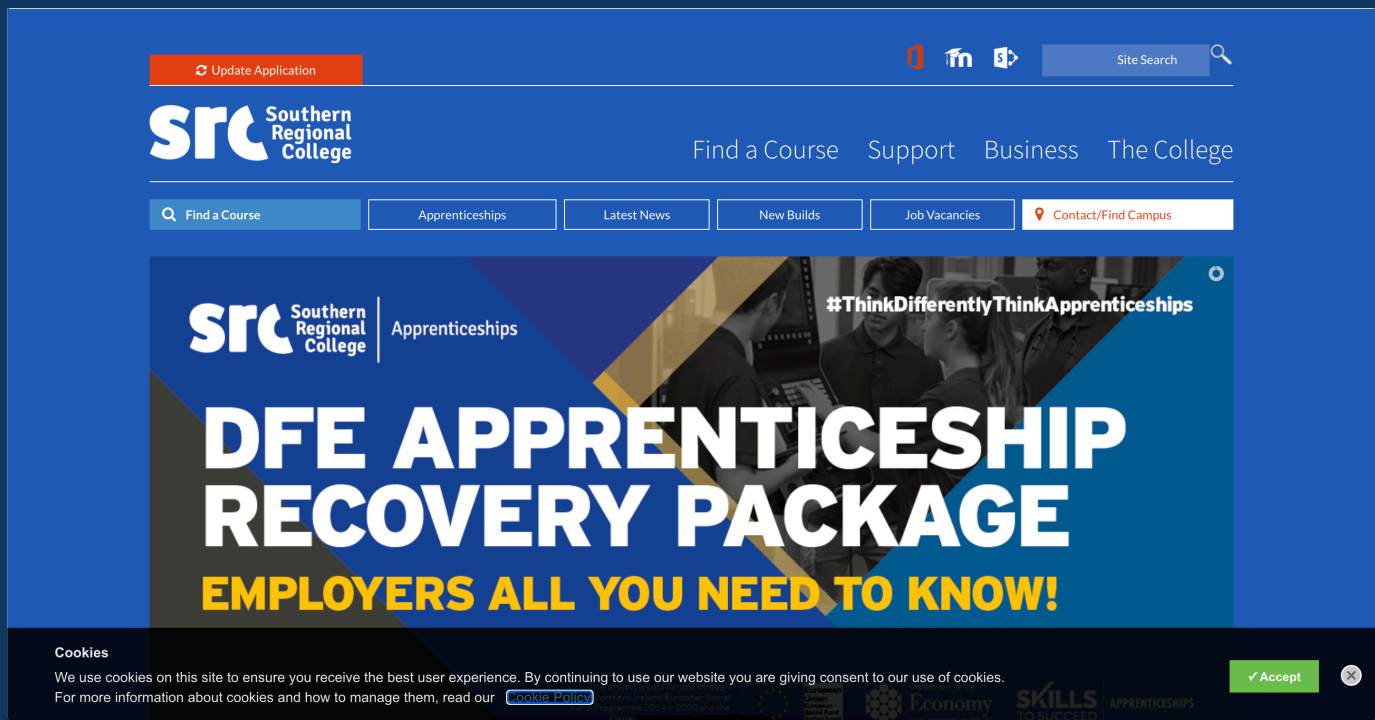 Update Application
Site Search
src Southern
Regional
College
Find a Course Support Business The College
Find a Course
Apprenticeships
Latest News
New Builds
Job Vacancies
Contact/Find Campus
src Southern
Regional
College
Apprenticeships
#ThinkDifferentlyThinkApprenticeships
DFE APPRENTICESHIP
RECOVERY PACKAGE
EMPLOYERS ALL YOU NEED TO KNOW!
Cookies
We use cookies on this site to ensure you receive the best user experience. By continuing to use our website you are giving consent to our use of cookies.
For more information about cookies and how to manage them, read our Cookie Policy
✓ Accept
European
Union
Economy
SKILLS
TO SUCCEED
APPRENTICESHIPS